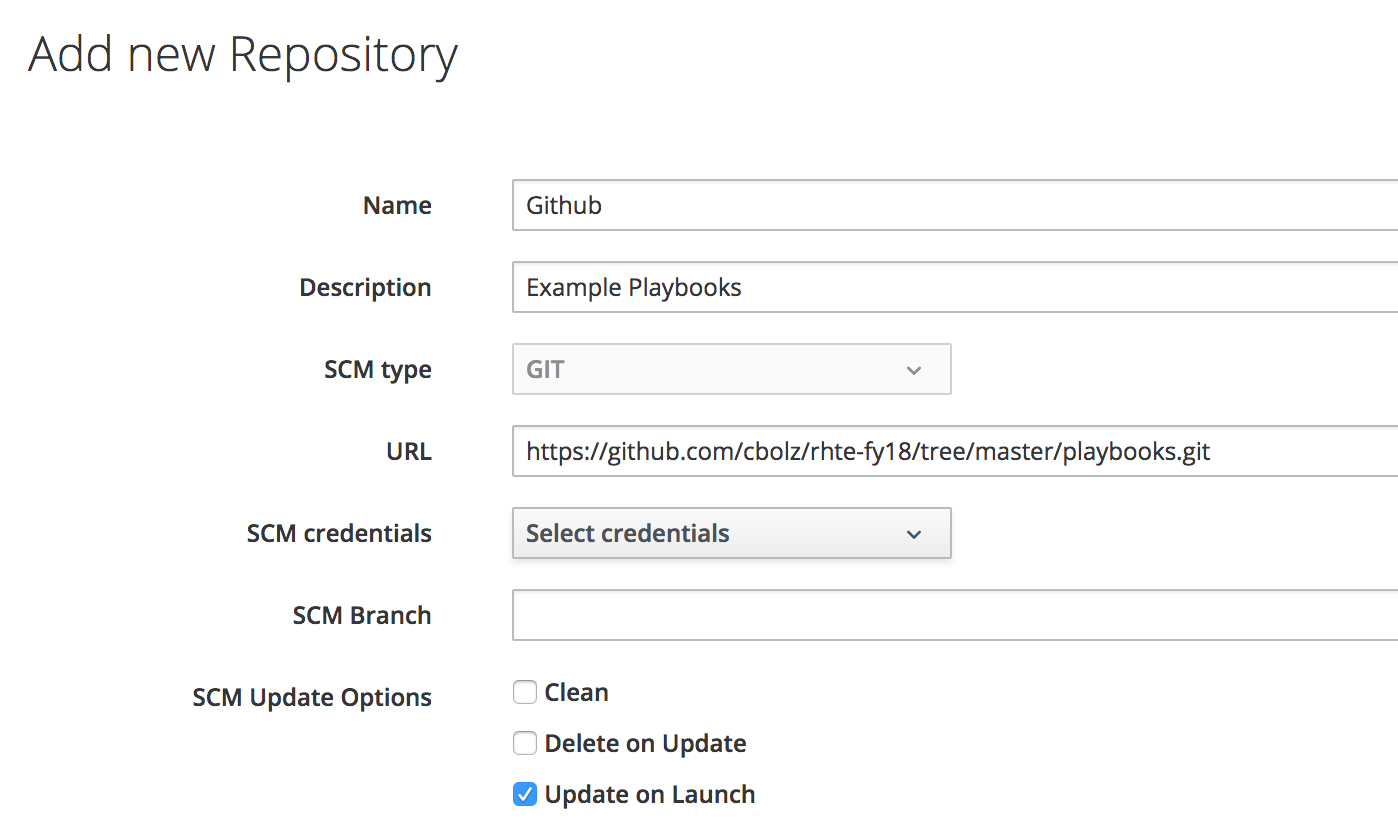 Add new Repository
Name Github
Description Example Playbooks
SCM type GIT
URL https://github.com/cbolz/rhte-fy18/tree/master/playbooks.git
SCM credentials Select credentials
SCM Branch
SCM Update Options Clean
Delete on Update
Update on Launch